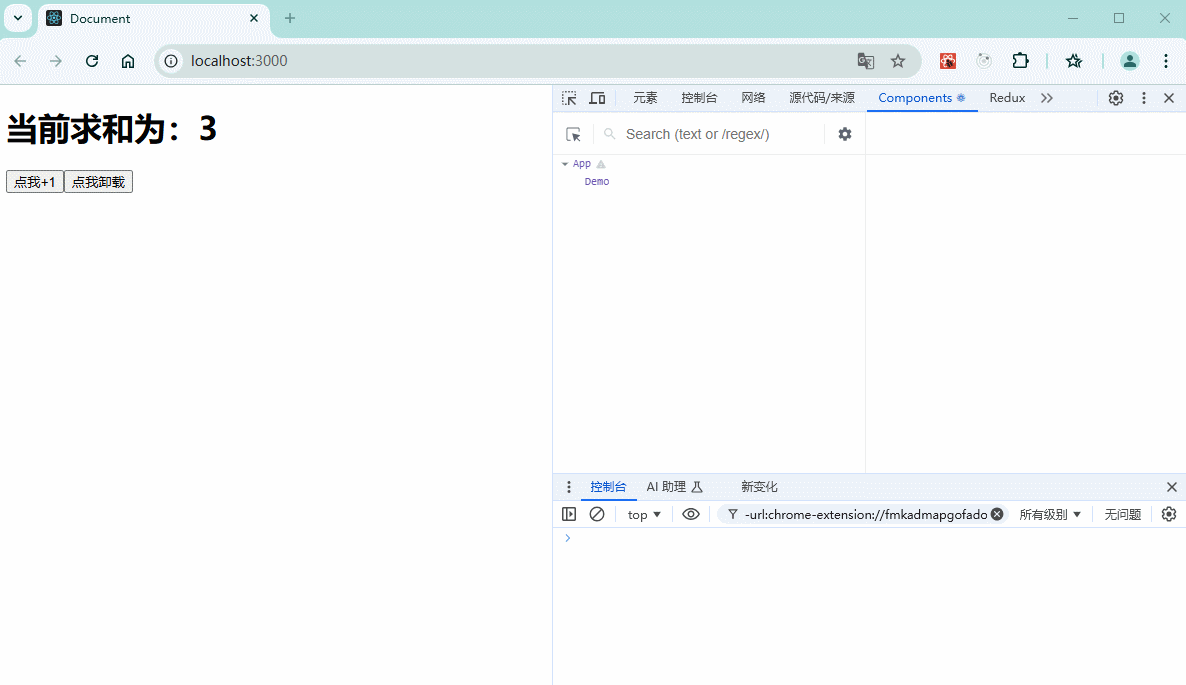 Document
localhost:3000
当前求和为：3
点我+1 点我卸载
元素 控制台 网络 源代码/来源 Components Redux
Search (text or /regex/)
App
Demo
控制台 AI 助理 新变化
top -url:chrome-extension://fmkadmapgofado 所有级别 无问题